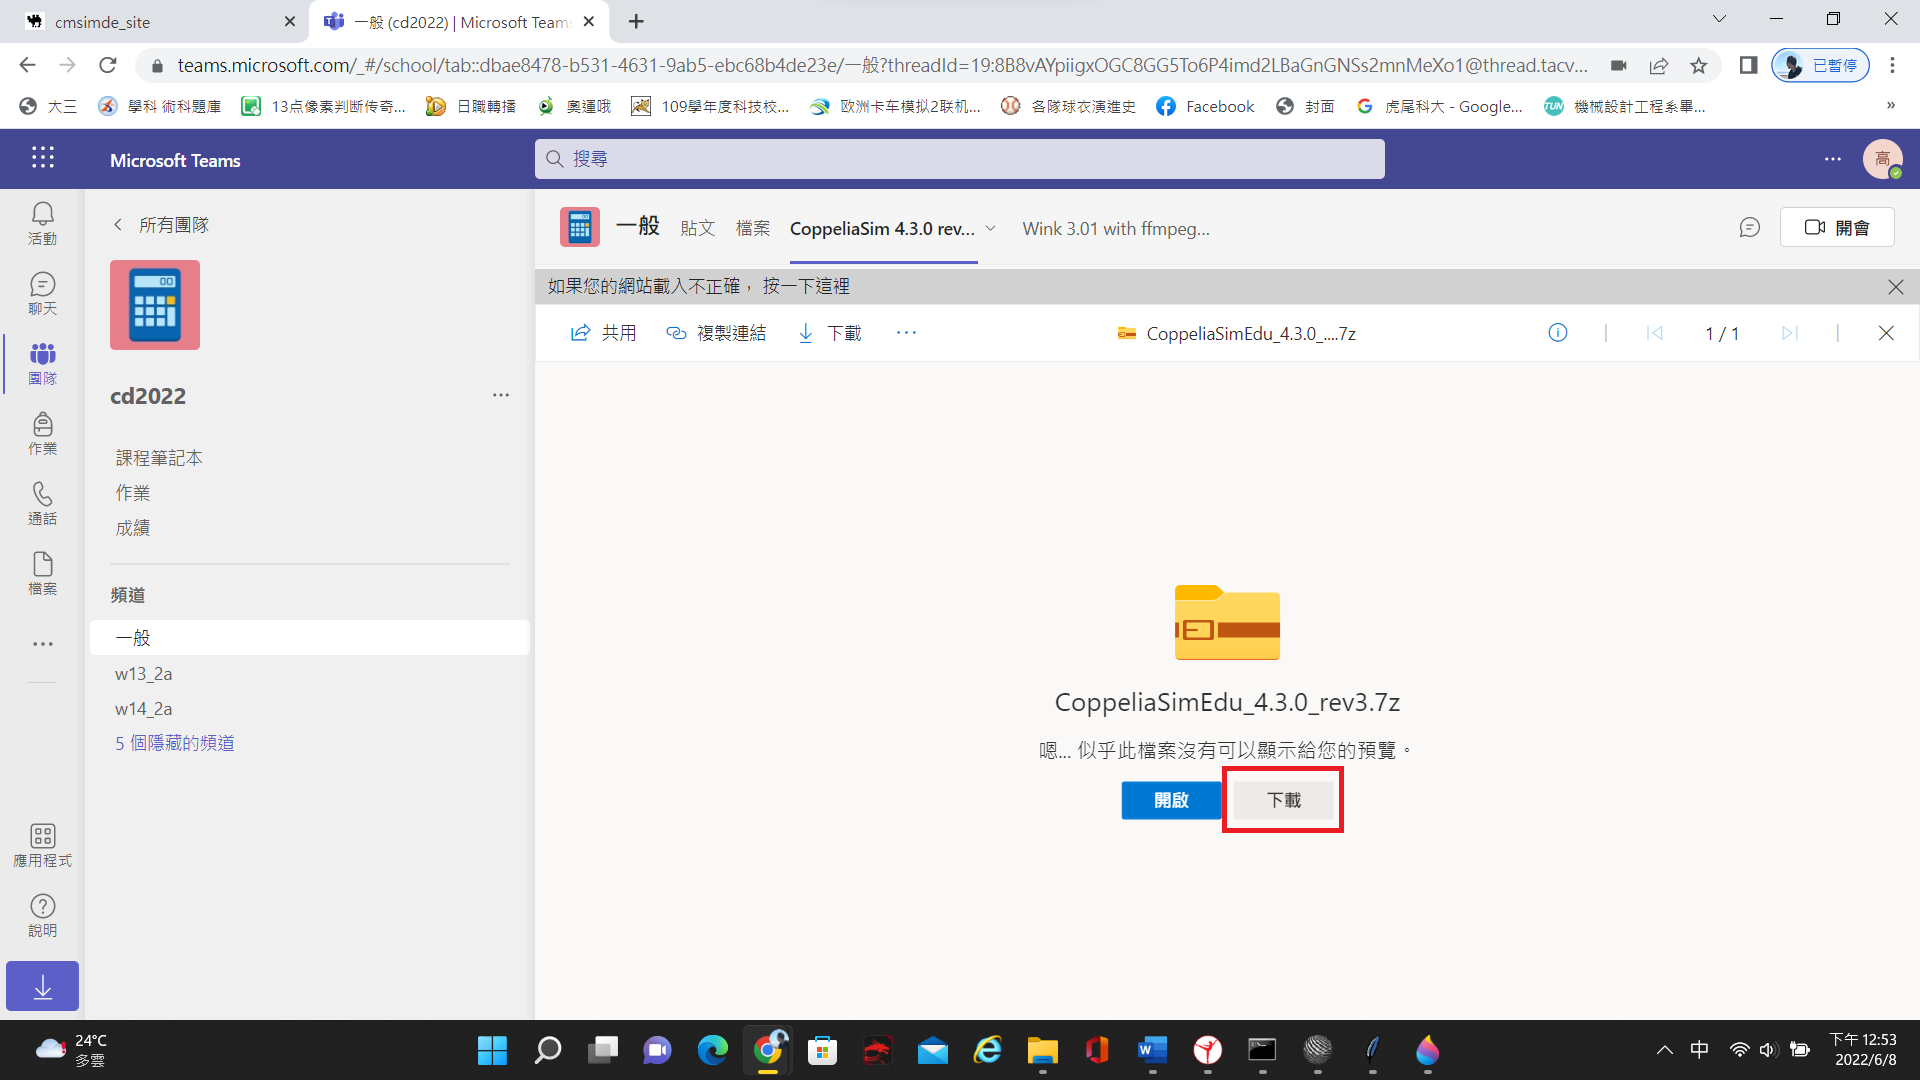 cmsimde_site
一般 (cd2022) | Microsoft Teams
teams.microsoft.com/_#/school/tab::dbae8478-b531-4631-9ab5-ebc68b4de23e/一般?threadId=19:8B8vAYpiigxOGC8GG5To6P4imd2LBaGnGNSs2mnMeXo1@thread.tacv...
已暫停
大三
學科 術科題庫
13点像素判断传奇...
日職轉播
奧運哦
109學年度科技校...
欧洲卡车模拟2联机...
各隊球衣演進史
Facebook
封面
虎尾科大 - Google...
機械設計工程系畢...
Microsoft Teams
搜尋
高
活動
聊天
團隊
作業
通話
檔案
應用程式
說明
所有團隊
cd2022
課程筆記本
作業
成績
頻道
一般
w13_2a
w14_2a
5 個隱藏的頻道
一般
貼文
檔案
CoppeliaSim 4.3.0 rev...
Wink 3.01 with ffmpeg...
開會
如果您的網站載入不正確， 按一下這裡
共用
複製連結
下載
CoppeliaSimEdu_4.3.0_....7z
1 / 1
CoppeliaSimEdu_4.3.0_rev3.7z
嗯... 似乎此檔案沒有可以顯示給您的預覽。
開啟
下載
24°C
多雲
中
下午 12:53
2022/6/8